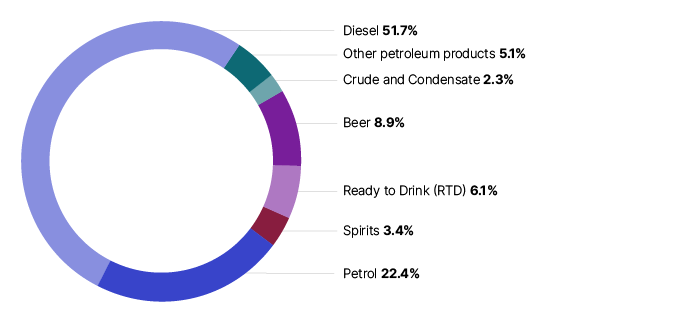 Diesel 51.7%
Other petroleum products 5.1%
Crude and Condensate 2.3%
Beer 8.9%
Ready to Drink (RTD) 6.1%
Spirits 3.4%
Petrol 22.4%